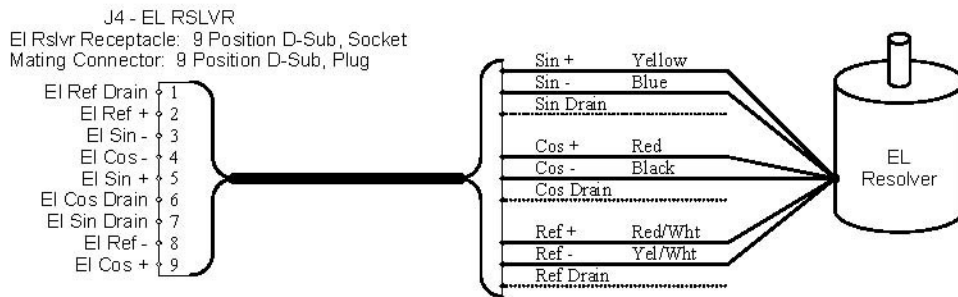 J4 - EL RSLVR
El Rslvr Receptacle: 9 Position D-Sub, Socket
Mating Connector: 9 Position D-Sub, Plug
El Ref Drain 1
El Ref + 2
El Sin - 3
El Cos - 4
El Sin + 5
El Cos Drain 6
El Sin Drain 7
El Ref - 8
El Cos + 9
Sin + Yellow
Sin - Blue
Sin Drain
Cos + Red
Cos - Black
Cos Drain
Ref + Red/Wht
Ref - Yel/Wht
Ref Drain
EL
Resolver